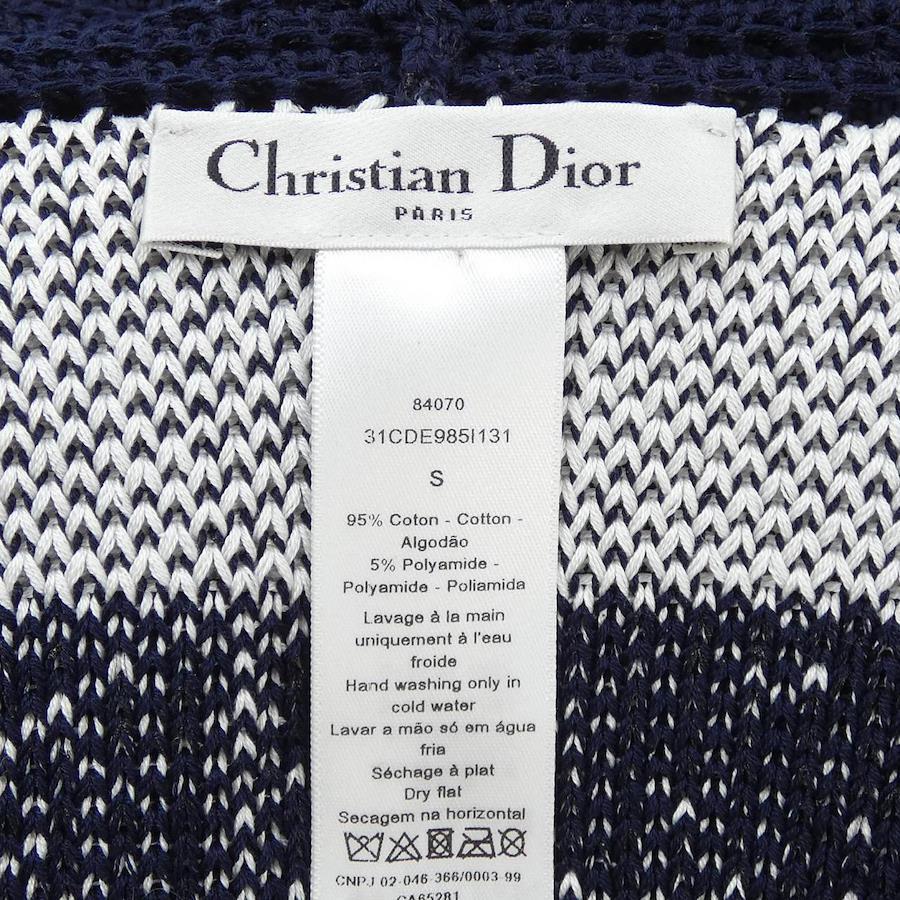 Christian Dior
PARIS
84070
31CDE985I131
S
95% Coton - Cotton -
Algodão
5% Polyamide -
Polyamide - Poliamida
Lavage à la main
uniquement à l'eau
froide
Hand washing only in
cold water
Lavar a mão só em água
fria
Séchage à plat
Dry flat
Secagem na horizontal
CNPJ 02-046-366/0003-99
CA65281